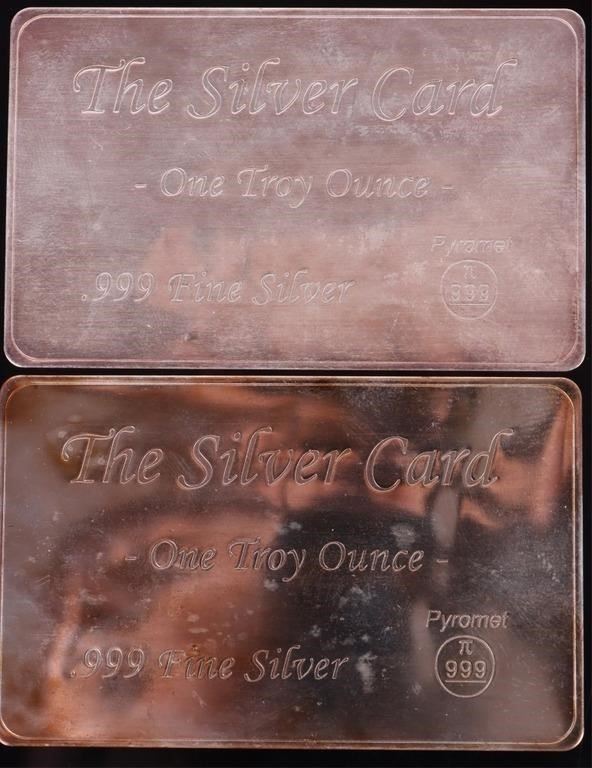 The Silver Card
- One Troy Ounce -
Pyromet
.999 Fine Silver
π
999
The Silver Card
- One Troy Ounce -
Pyromet
.999 Fine Silver
π
999